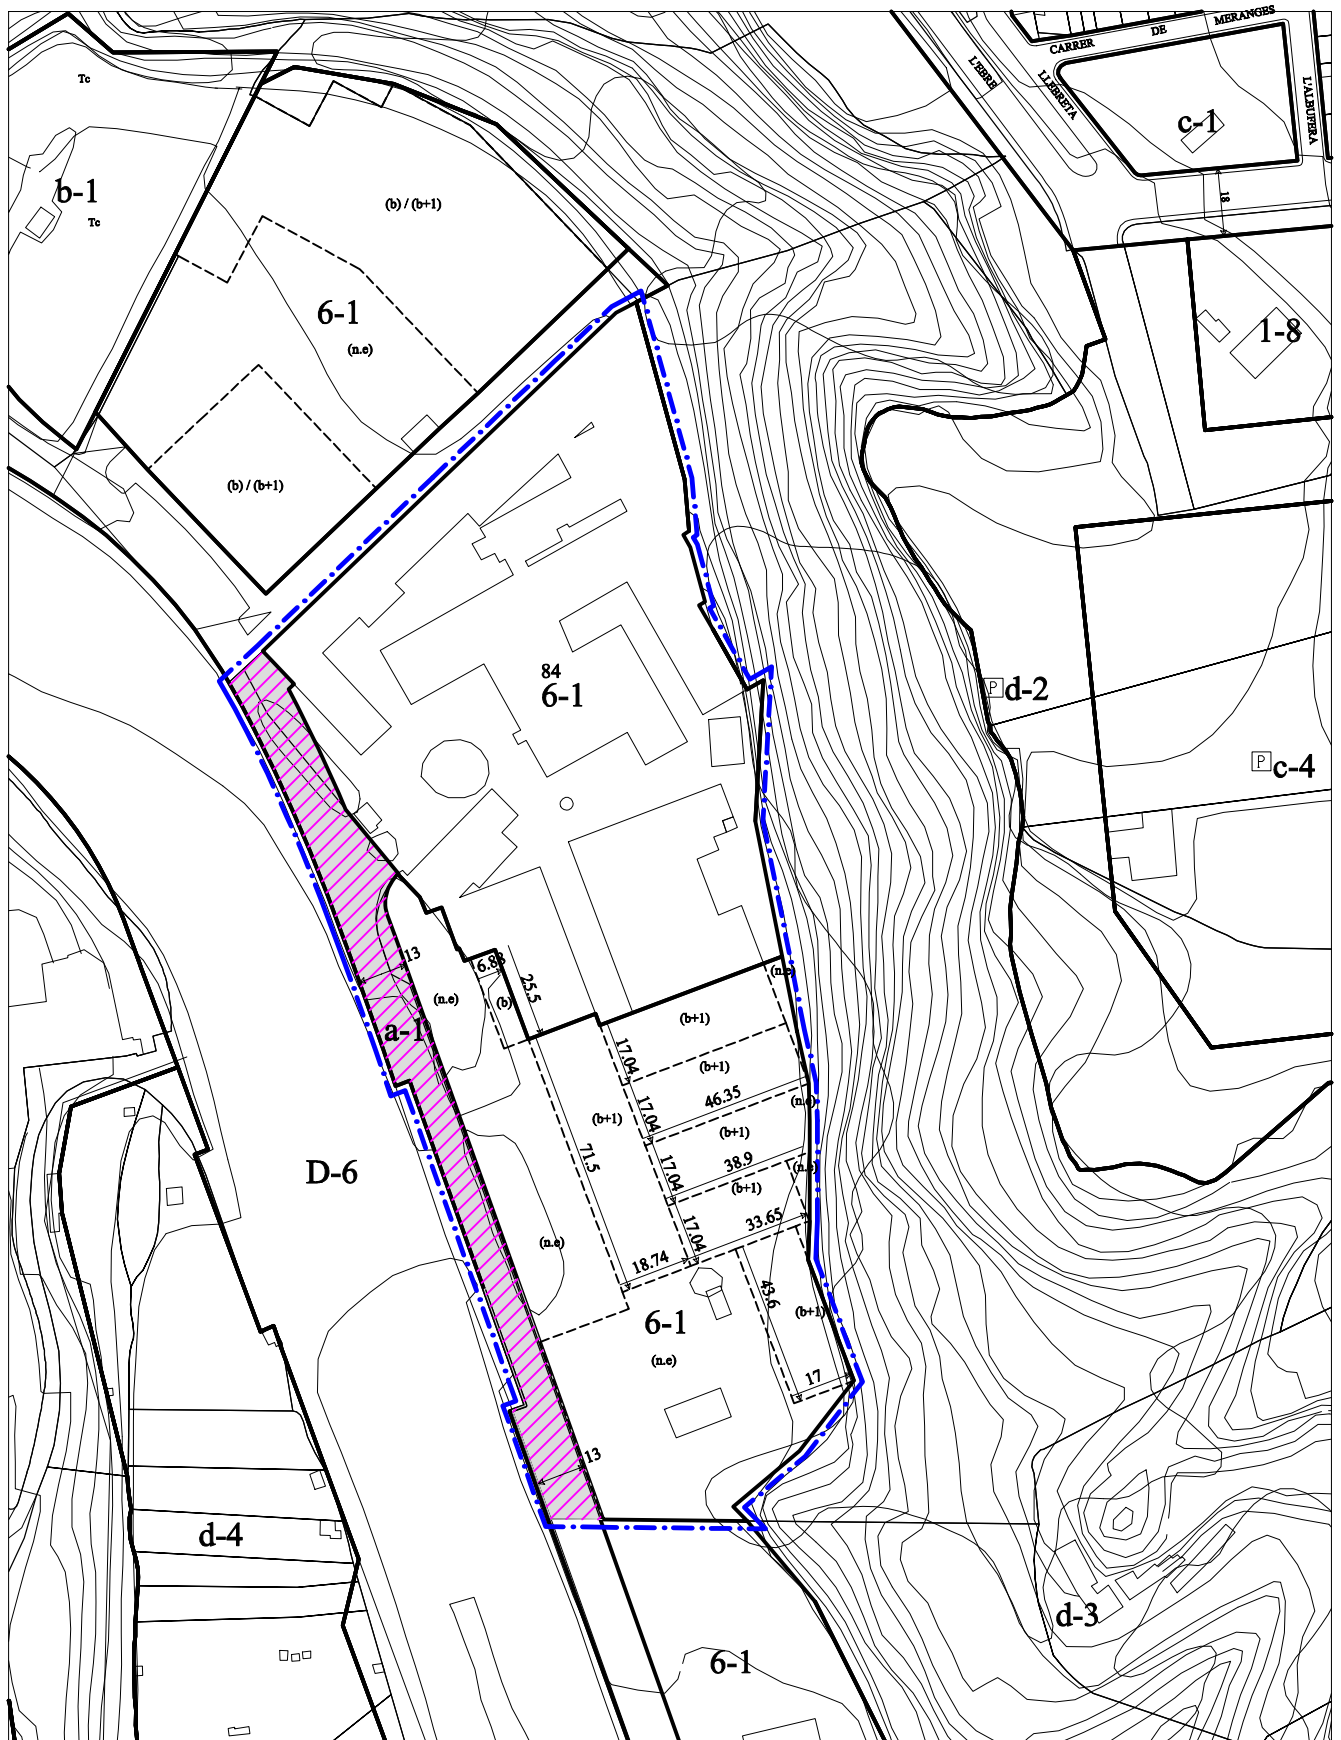 CARRER DE MERANGES
L'EBRE
LLEBRETA
L'ALBUFERA
c-1
18
Tc
b-1
Tc
(b) / (b+1)
6-1
(n.e)
1-8
(b) / (b+1)
84
6-1
P d-2
P c-4
13
6.88
25.5
(n.e)
(b)
(n.e)
a-1
(b+1)
17.04
(b+1)
46.35
(n.e)
17.04
(b+1)
(b+1)
71.5
38.9
(n.e)
17.04
(b+1)
D-6
33.65
17.04
(n.e)
18.74
43.6
(b+1)
6-1
(n.e)
17
13
d-4
d-3
6-1